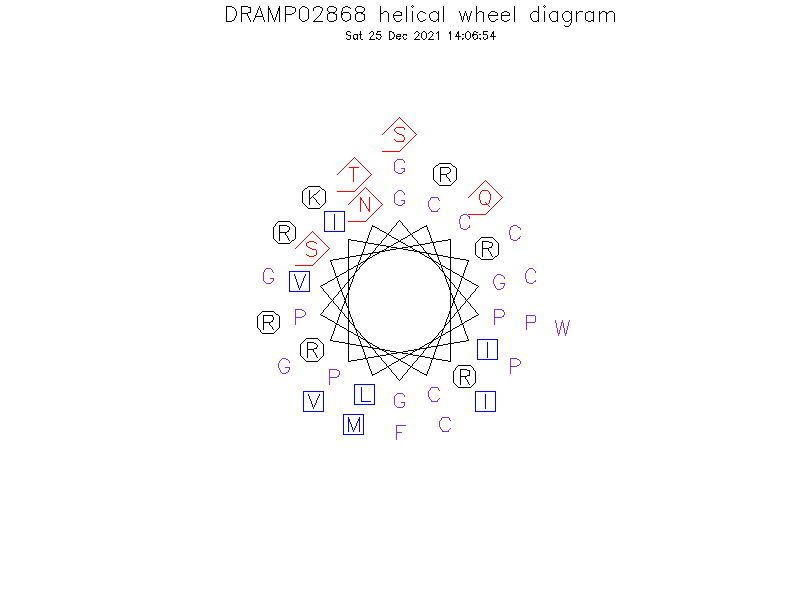 DRAMP02868 helical wheel diagram
Sat 25 Dec 2021 14:06:54
S
G
T R
K G Q
N C
I C
R C
S R
G C
V G
P P
R P W
R I
G P
P R
L C
V G I
M C
F